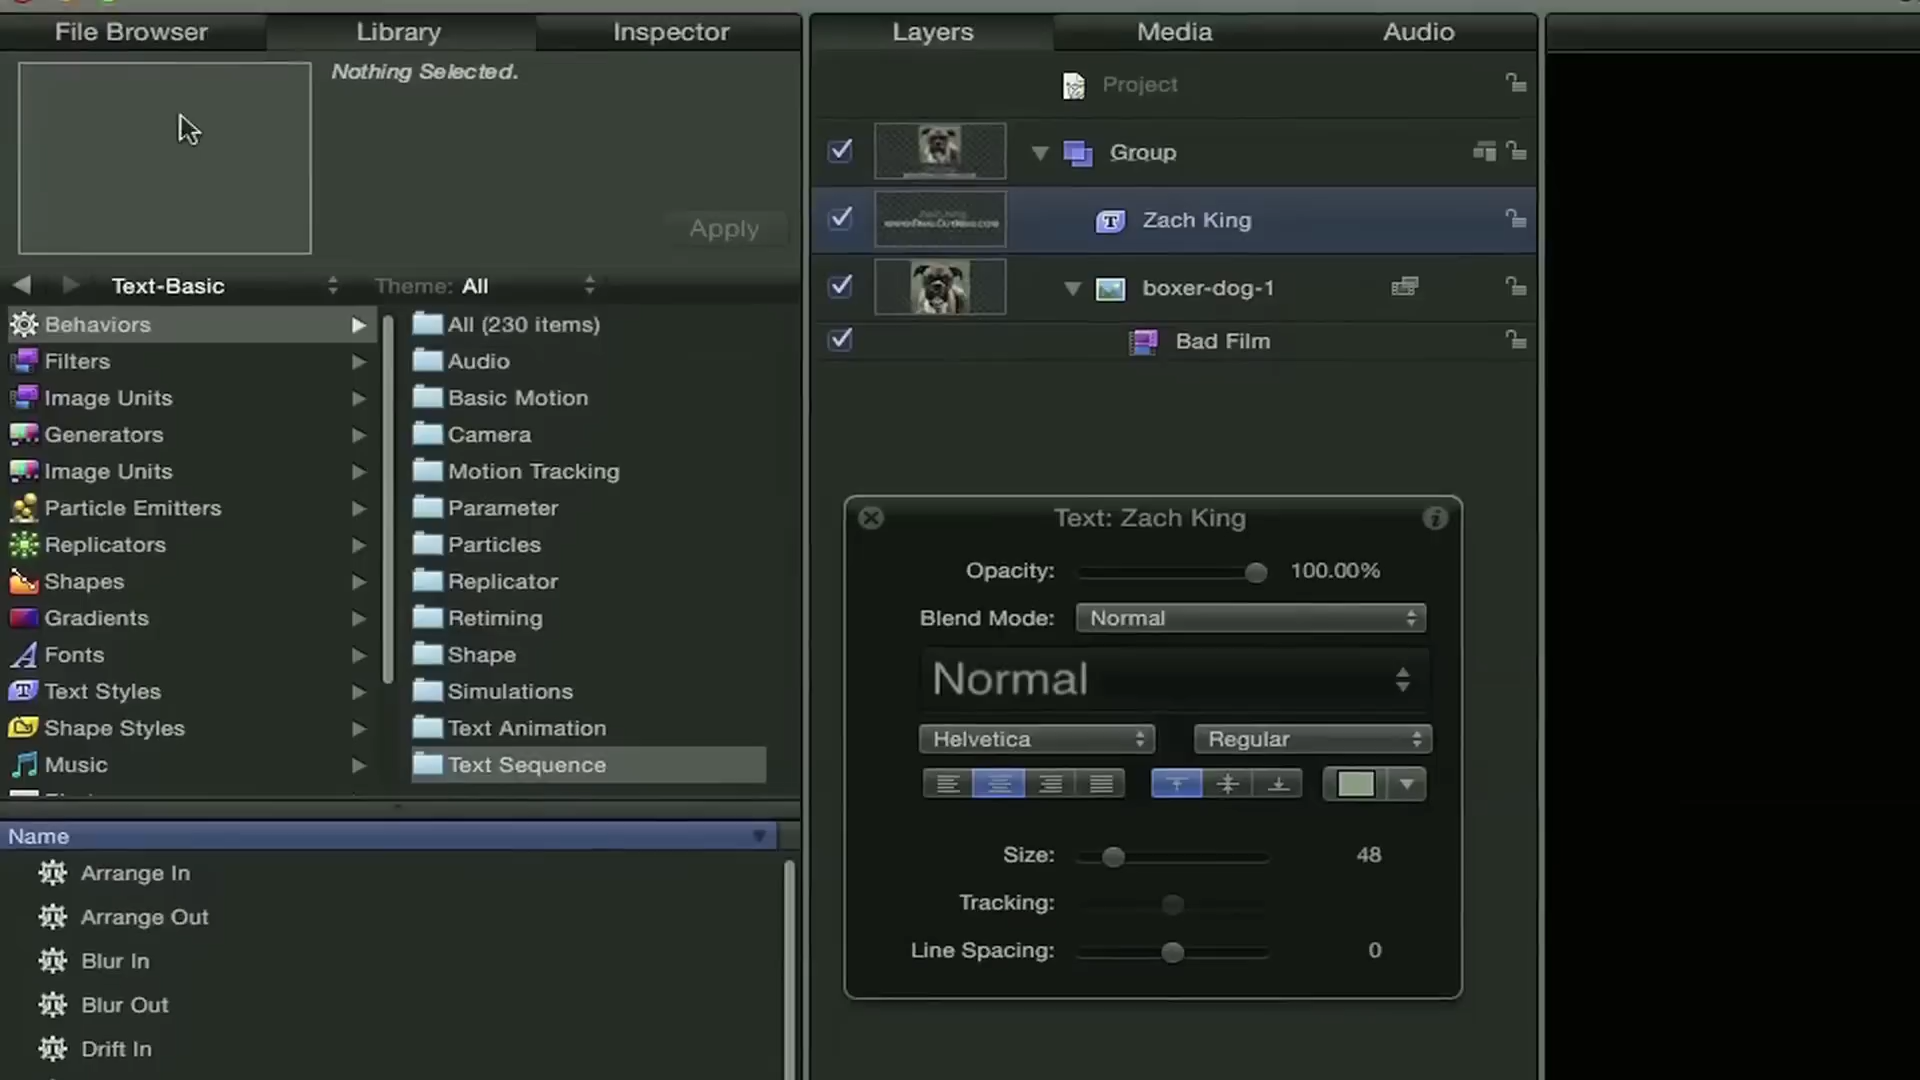 File Browser
Library
Inspector
Layers
Media
Audio
Nothing Selected.
Apply
Text-Basic
Theme: All
Behaviors
Filters
Image Units
Generators
Image Units
Particle Emitters
Replicators
Shapes
Gradients
Fonts
Text Styles
Shape Styles
Music
All (230 items)
Audio
Basic Motion
Camera
Motion Tracking
Parameter
Particles
Replicator
Retiming
Shape
Simulations
Text Animation
Text Sequence
Name
Arrange In
Arrange Out
Blur In
Blur Out
Drift In
Project
Group
Zach King
boxer-dog-1
Bad Film
Text: Zach King
Opacity: 100.00%
Blend Mode: Normal
Normal
Helvetica Regular
Size: 48
Tracking:
Line Spacing: 0